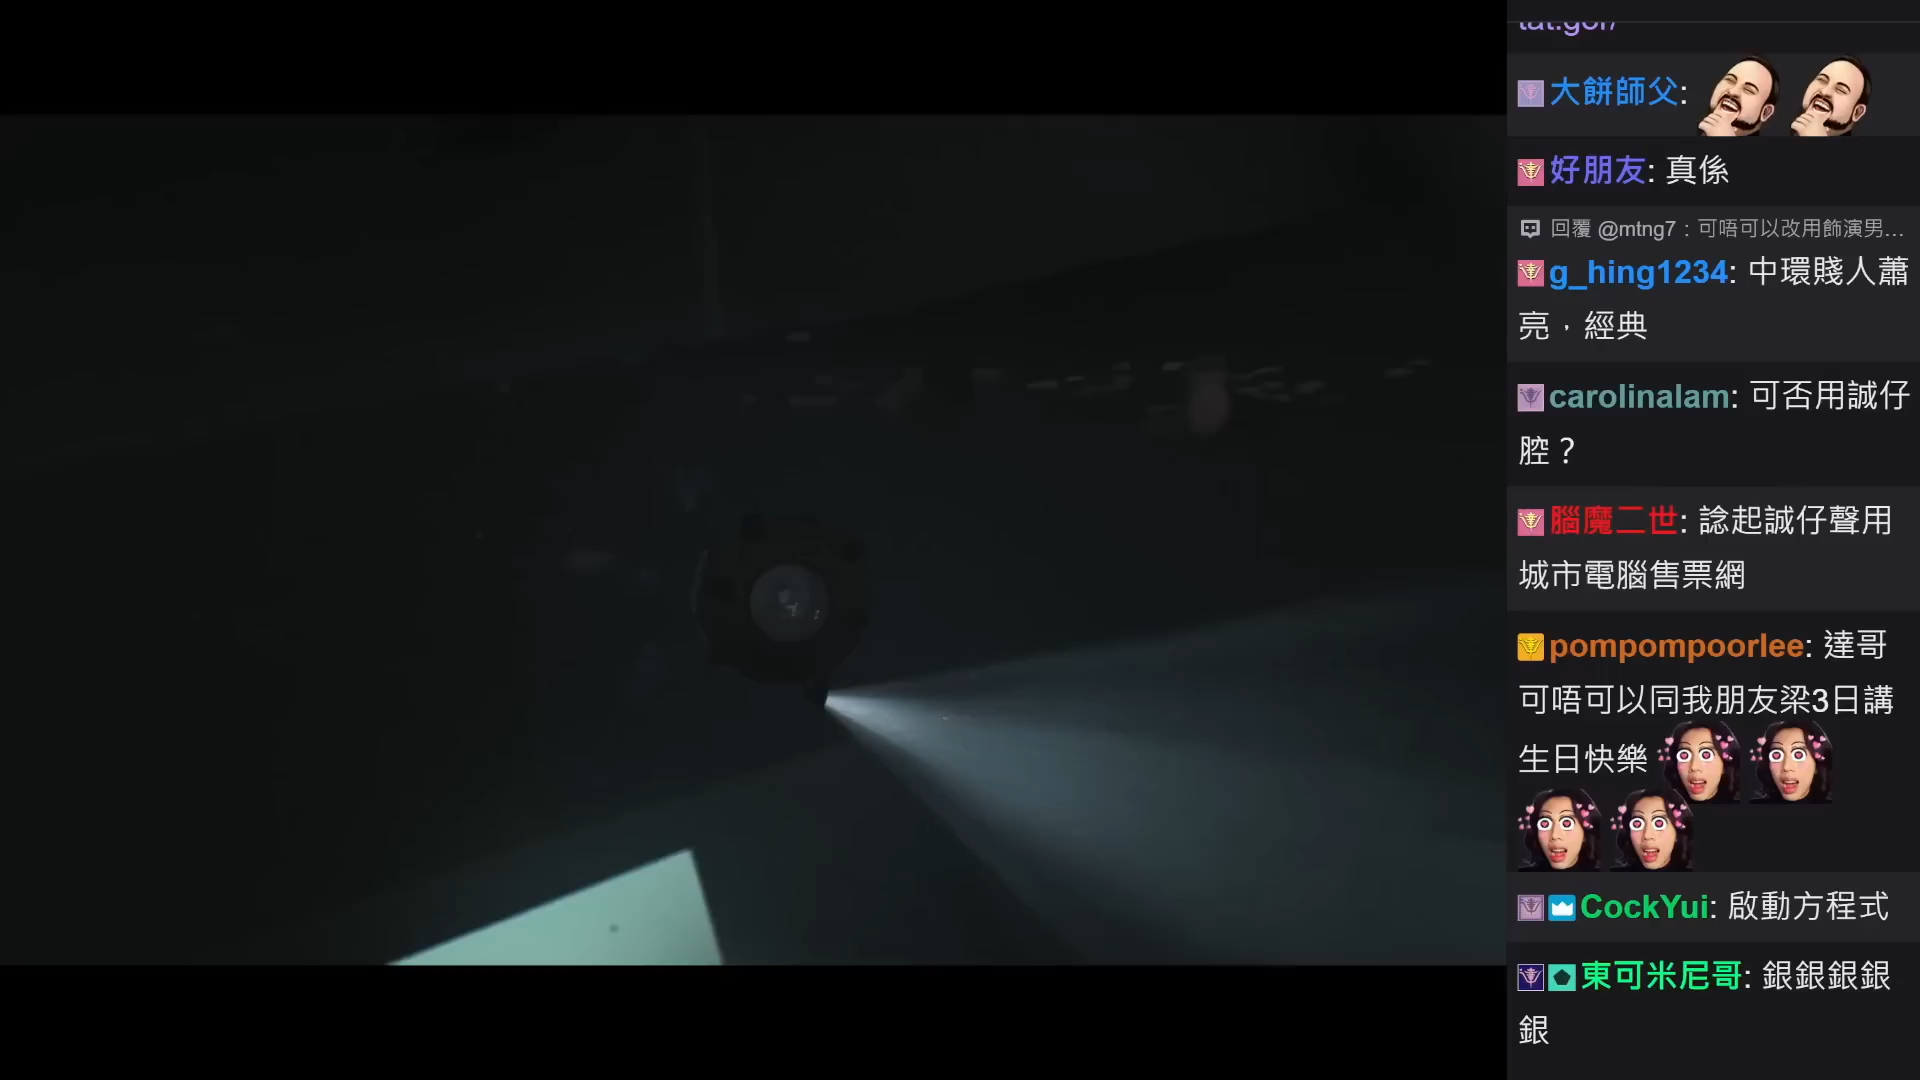 大餅師父:
好朋友: 真係
回覆 @mtng7：可唔可以改用飾演男...
g_hing1234: 中環賤人蕭
亮，經典
carolinalam: 可否用誠仔
腔？
腦魔二世: 諗起誠仔聲用
城市電腦售票網
pompompoorlee: 達哥
可唔可以同我朋友梁3日講
生日快樂
CockYui: 啟動方程式
東可米尼哥: 銀銀銀銀
銀